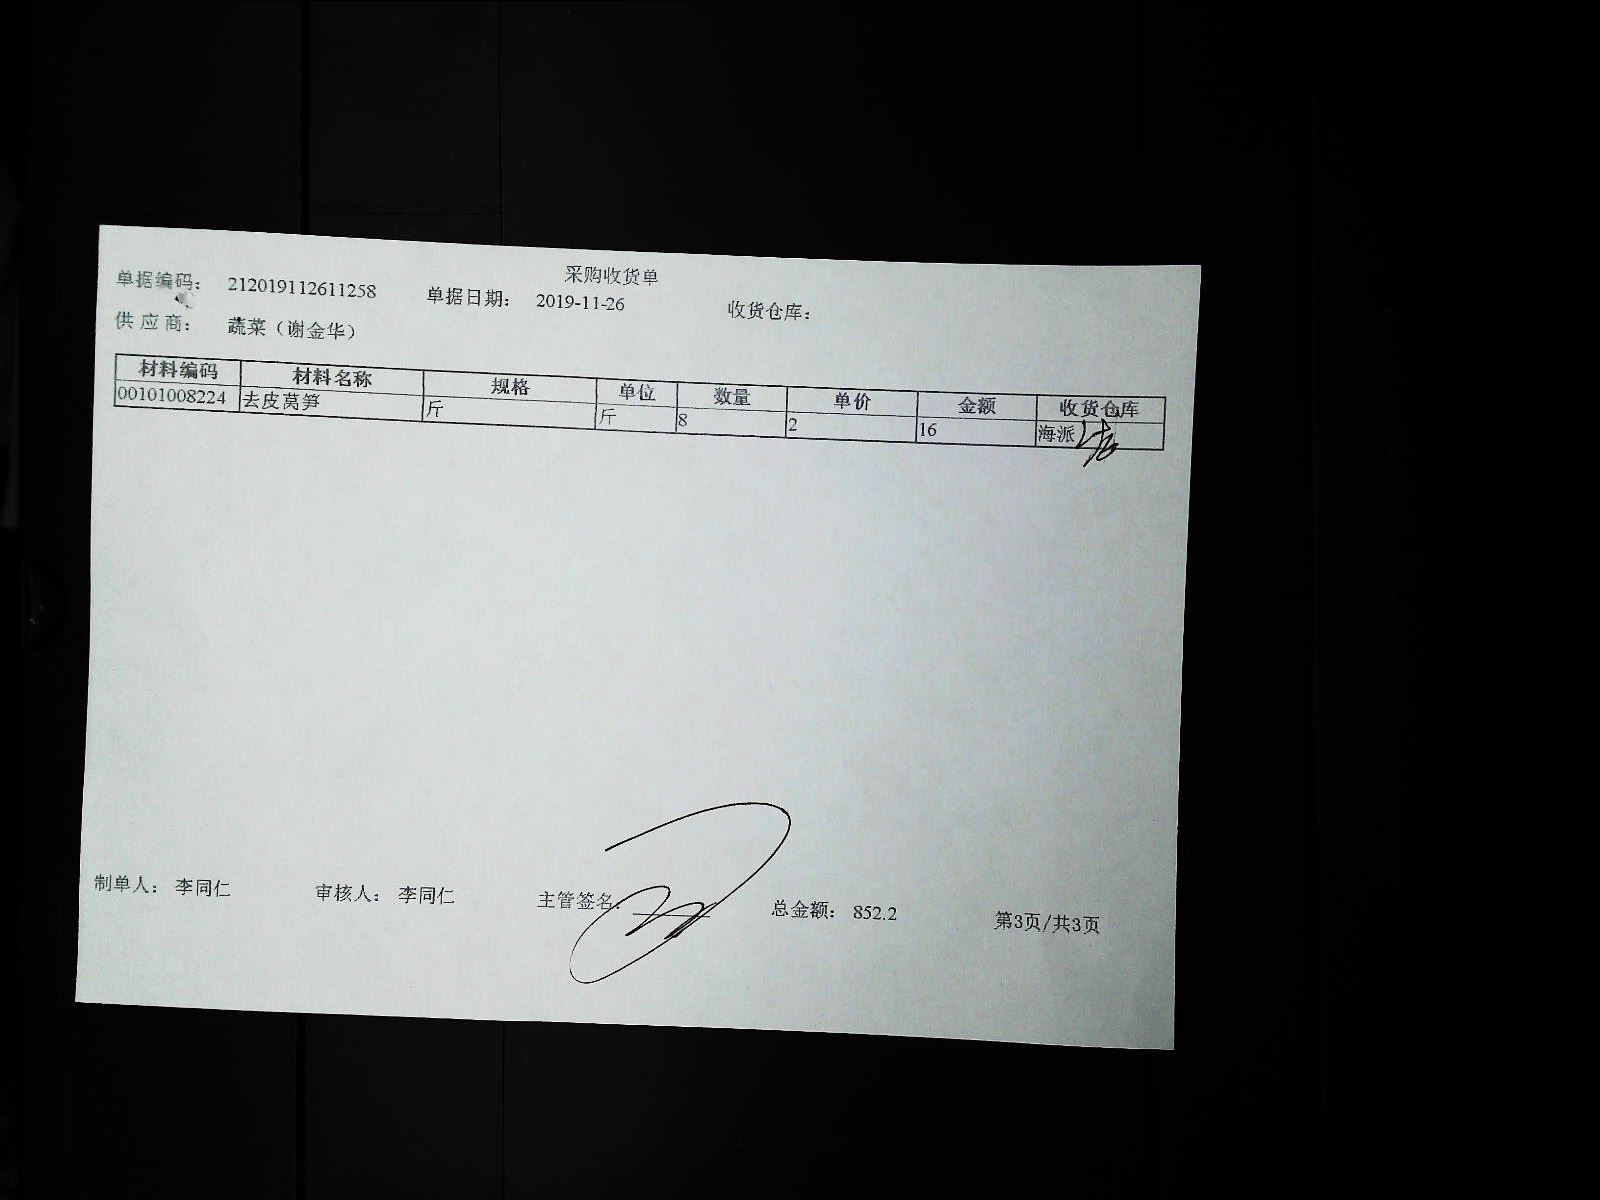 采购收货单
单据编码： 212019112611258 单据日期： 2019-11-26 收货仓库：
供 应 商： 蔬菜（谢金华）
材料编码 材料名称 规格 单位 数量 单价 金额 收货仓库
00101008224 去皮莴笋 斤 斤 8 2 16 海派
制单人： 李同仁 审核人： 李同仁 主管签名： 总金额： 852.2 第3页/共3页